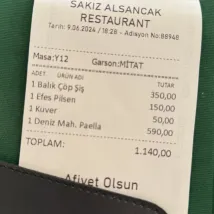 SAKIZ ALSANCAK
RESTAURANT
Tarih: 9.06.2024 / 18:28 - Adisyon No:88948
Masa:Y12 Garson:MİTAT
ADET ÜRÜN ADI TUTAR
1 Balık Çöp Şiş 350,00
1 Efes Pilsen 150,00
1 Kuver 50,00
1 Deniz Mah. Paella 590,00
TOPLAM: 1.140,00
Afiyet Olsun